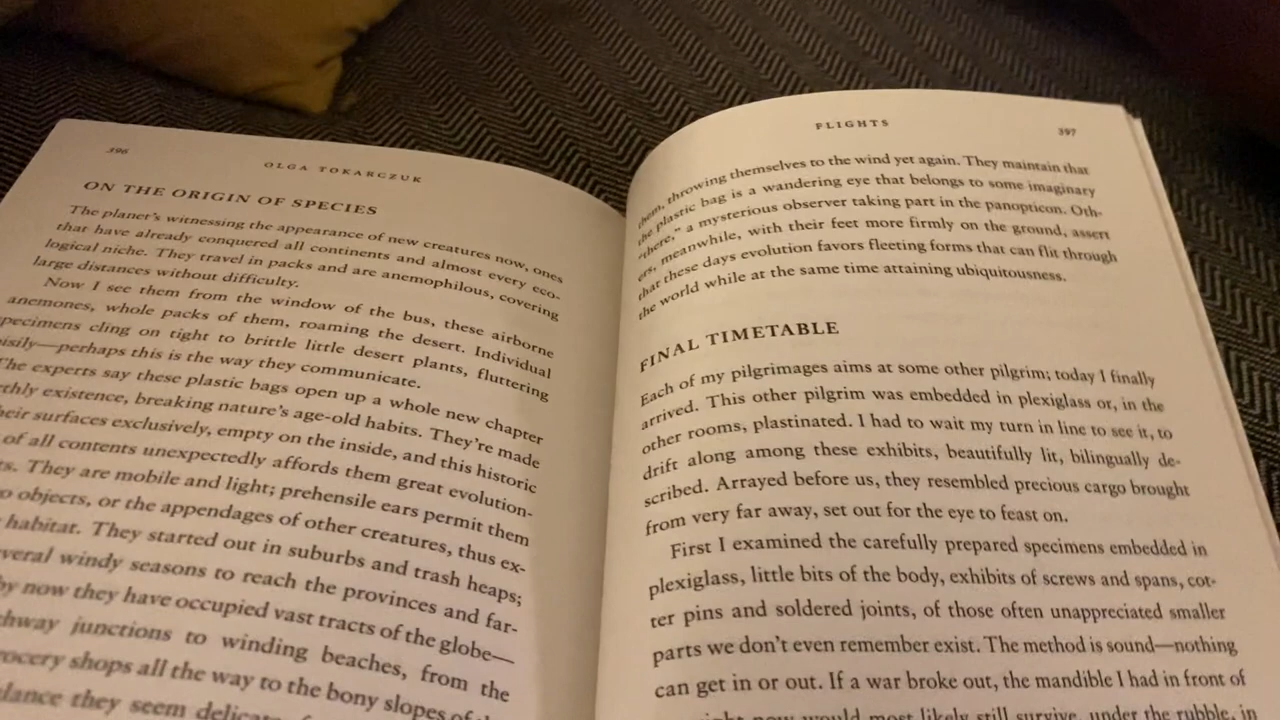 396
OLGA TOKARCZUK
ON THE ORIGIN OF SPECIES
The planet's witnessing the appearance of new creatures now, ones
that have already conquered all continents and almost every eco-
logical niche. They travel in packs and are anemophilous, covering
large distances without difficulty.
Now I see them from the window of the bus, these airborne
anemones, whole packs of them, roaming the desert. Individual
specimens cling on tight to brittle little desert plants, fluttering
noisily—perhaps this is the way they communicate.
The experts say these plastic bags open up a whole new chapter
existence, breaking nature's age-old habits. They're made
their surfaces exclusively, empty on the inside, and this historic
of all contents unexpectedly affords them great evolution-
They are mobile and light; prehensile ears permit them
objects, or the appendages of other creatures, thus ex-
habitat. They started out in suburbs and trash heaps;
several windy seasons to reach the provinces and far-
by now they have occupied vast tracts of the globe—
junctions to winding beaches, from the
grocery shops all the way to the bony slopes of
they seem
FLIGHTS
397
them, throwing themselves to the wind yet again. They maintain that
the plastic bag is a wandering eye that belongs to some imaginary
"there," a mysterious observer taking part in the panopticon. Oth-
ers, meanwhile, with their feet more firmly on the ground, assert
that these days evolution favors fleeting forms that can flit through
the world while at the same time attaining ubiquitousness.
FINAL TIMETABLE
Each of my pilgrimages aims at some other pilgrim; today I finally
arrived. This other pilgrim was embedded in plexiglass or, in the
other rooms, plastinated. I had to wait my turn in line to see it, to
drift along among these exhibits, beautifully lit, bilingually de-
scribed. Arrayed before us, they resembled precious cargo brought
from very far away, set out for the eye to feast on.
First I examined the carefully prepared specimens embedded in
plexiglass, little bits of the body, exhibits of screws and spans, cot-
ter pins and soldered joints, of those often unappreciated smaller
parts we don't even remember exist. The method is sound—nothing
can get in or out. If a war broke out, the mandible I had in front of
now would most likely still survive, under the rubble, in